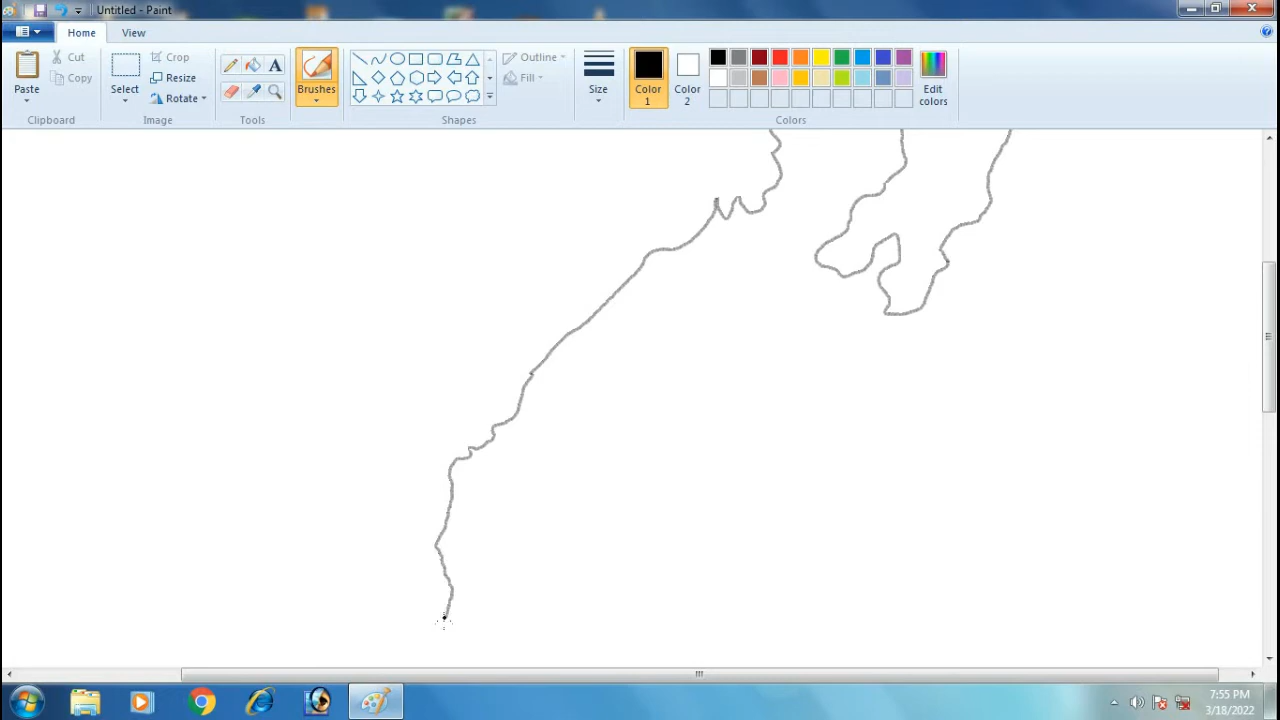 Untitled - Paint
Home View
Paste
Cut
Copy
Clipboard
Select
Crop
Resize
Rotate
Image
A
Tools
Brushes
Outline
Fill
Shapes
Size
Color 1
Color 2
Edit colors
Colors
7:55 PM
3/18/2022